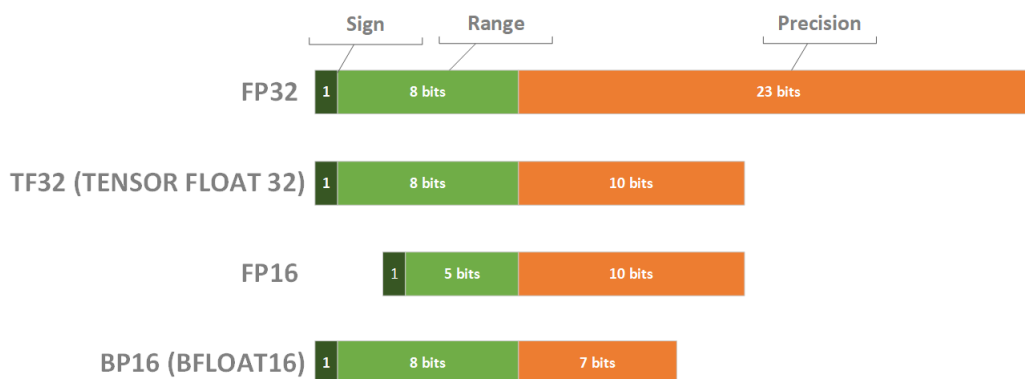 Sign Range Precision
FP32 1 8 bits 23 bits
TF32 (TENSOR FLOAT 32) 1 8 bits 10 bits
FP16 1 5 bits 10 bits
BP16 (BFLOAT16) 1 8 bits 7 bits